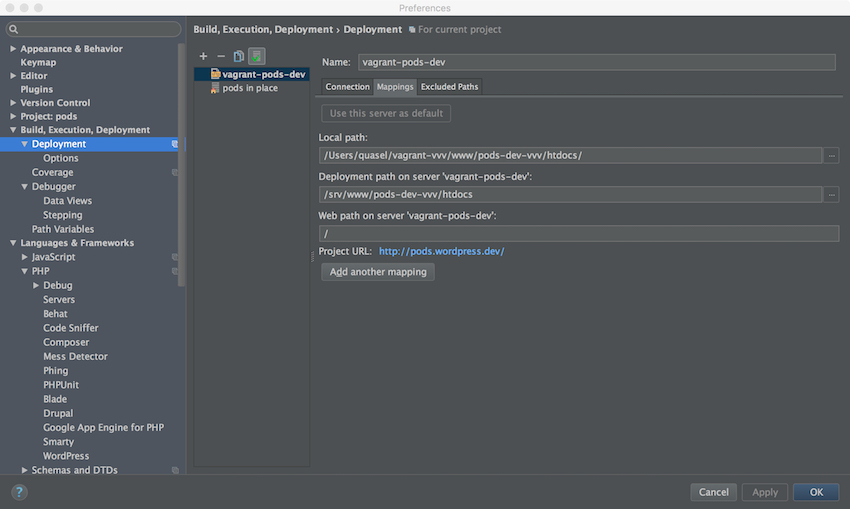 Preferences
Appearance & Behavior
Keymap
Editor
Plugins
Version Control
Project: pods
Build, Execution, Deployment
Deployment
Options
Coverage
Debugger
Data Views
Stepping
Path Variables
Languages & Frameworks
JavaScript
PHP
Debug
Servers
Behat
Code Sniffer
Composer
Mess Detector
Phing
PHPUnit
Blade
Drupal
Google App Engine for PHP
Smarty
WordPress
Schemas and DTDs
Build, Execution, Deployment › Deployment For current project
vagrant-pods-dev
pods in place
Name: vagrant-pods-dev
Connection Mappings Excluded Paths
Use this server as default
Local path:
/Users/quasel/vagrant-vvv/www/pods-dev-vvv/htdocs/ ...
Deployment path on server 'vagrant-pods-dev':
/srv/www/pods-dev-vvv/htdocs ...
Web path on server 'vagrant-pods-dev':
/
Project URL: http://pods.wordpress.dev/
Add another mapping
? Cancel Apply OK